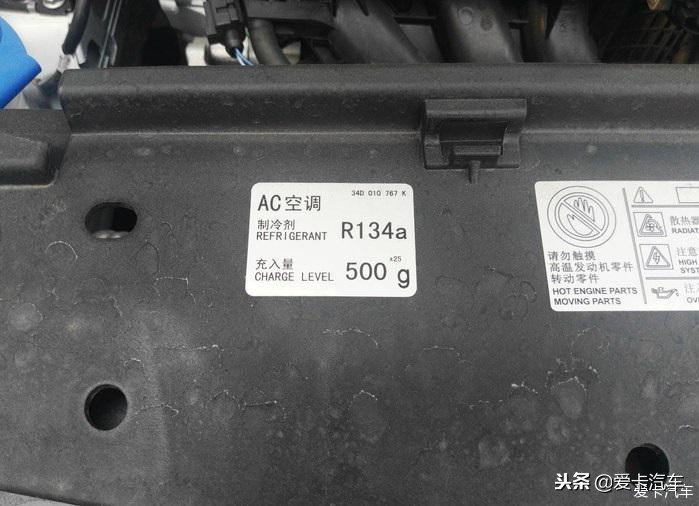 34D 010 767 K
AC空调
制冷剂
REFRIGERANT R134a
充入量
CHARGE LEVEL 500 ±25 g
请勿触摸
高温发动机零件
转动零件
HOT ENGINE PARTS
MOVING PARTS
散热器
RADIAT
注意
HIGH
SYST
注
OV
头条 @爱卡汽车
爱卡汽车